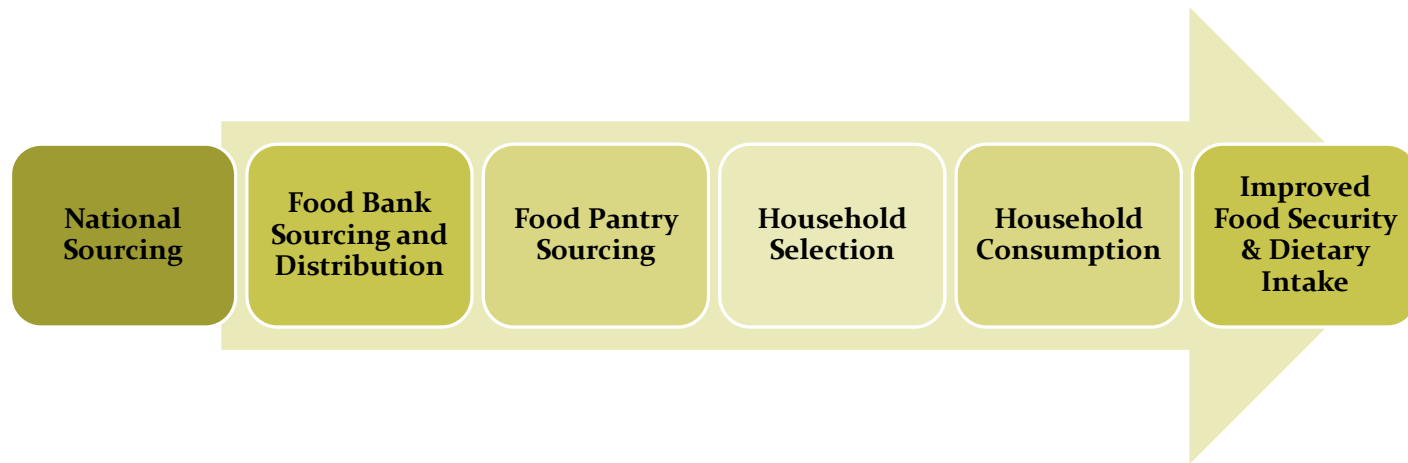 National
Sourcing
Food Bank
Sourcing and
Distribution
Food Pantry
Sourcing
Household
Selection
Household
Consumption
Improved
Food Security
& Dietary
Intake